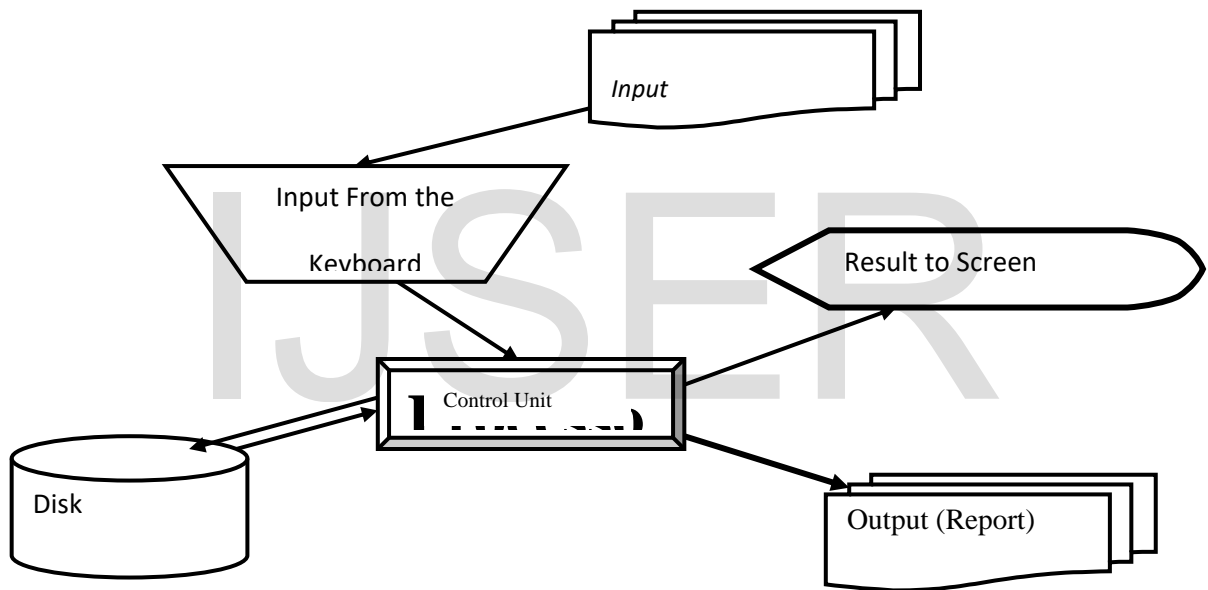 Input
Input From the
Keyboard
Result to Screen
Control Unit
Disk
Output (Report)
IJSER